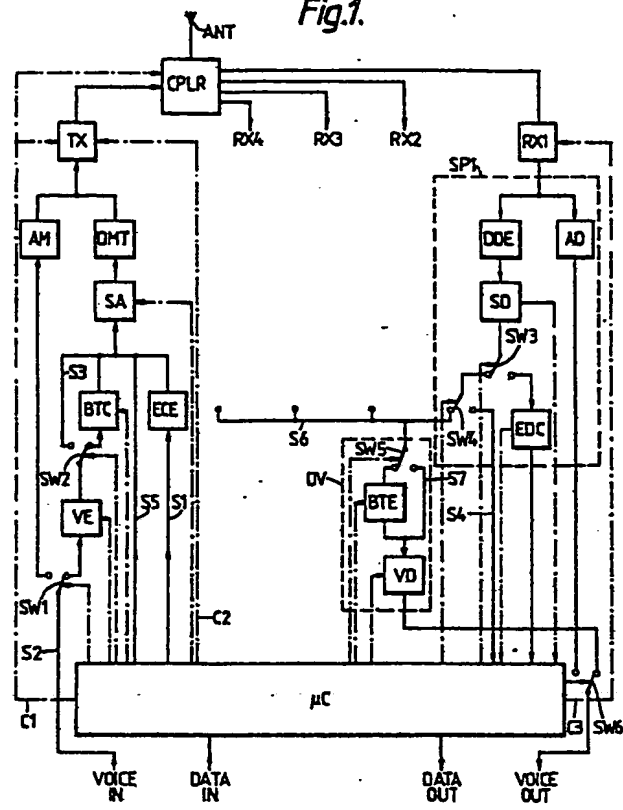 Fig.1.
ANT
CPLR
TX
RX4
RX3
RX2
RX1
SP1
AM
DMT
DDE
AD
SA
SD
SW3
S3
BTC
ECE
SW4
EDC
S6
SW2
SW5
DV
S7
BTE
S5
S1
S4
VE
VD
SW1
S2
C2
C1
µC
C3
SW6
VOICE IN
DATA IN
DATA OUT
VOICE OUT